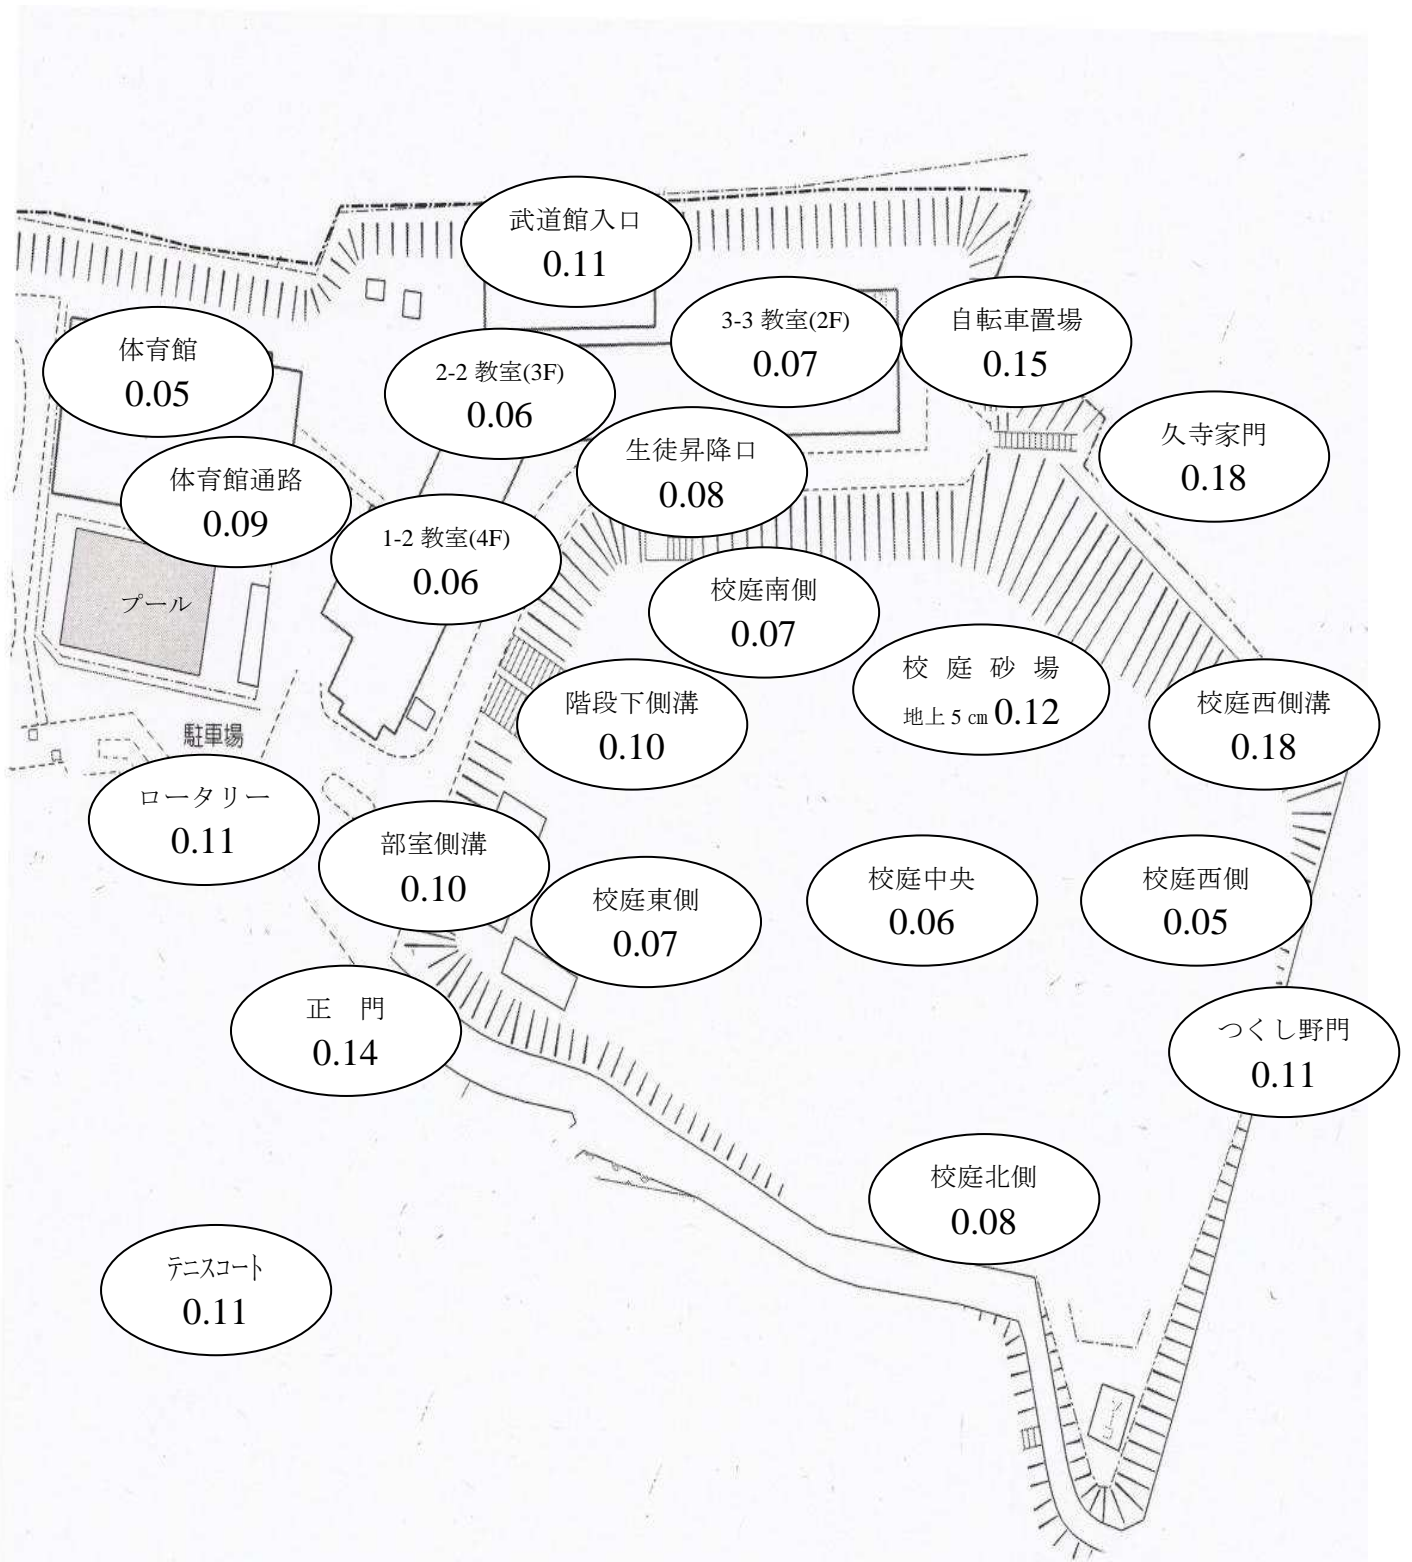 武道館入口
0.11
3-3 教室(2F)
0.07
自転車置場
0.15
体育館
0.05
2-2 教室(3F)
0.06
生徒昇降口
0.08
久寺家門
0.18
体育館通路
0.09
1-2 教室(4F)
0.06
校庭南側
0.07
プール
校 庭 砂 場
地上 5 ㎝ 0.12
階段下側溝
0.10
校庭西側溝
0.18
駐車場
ロータリー
0.11
部室側溝
0.10
校庭東側
0.07
校庭中央
0.06
校庭西側
0.05
正　門
0.14
つくし野門
0.11
校庭北側
0.08
テニスコート
0.11